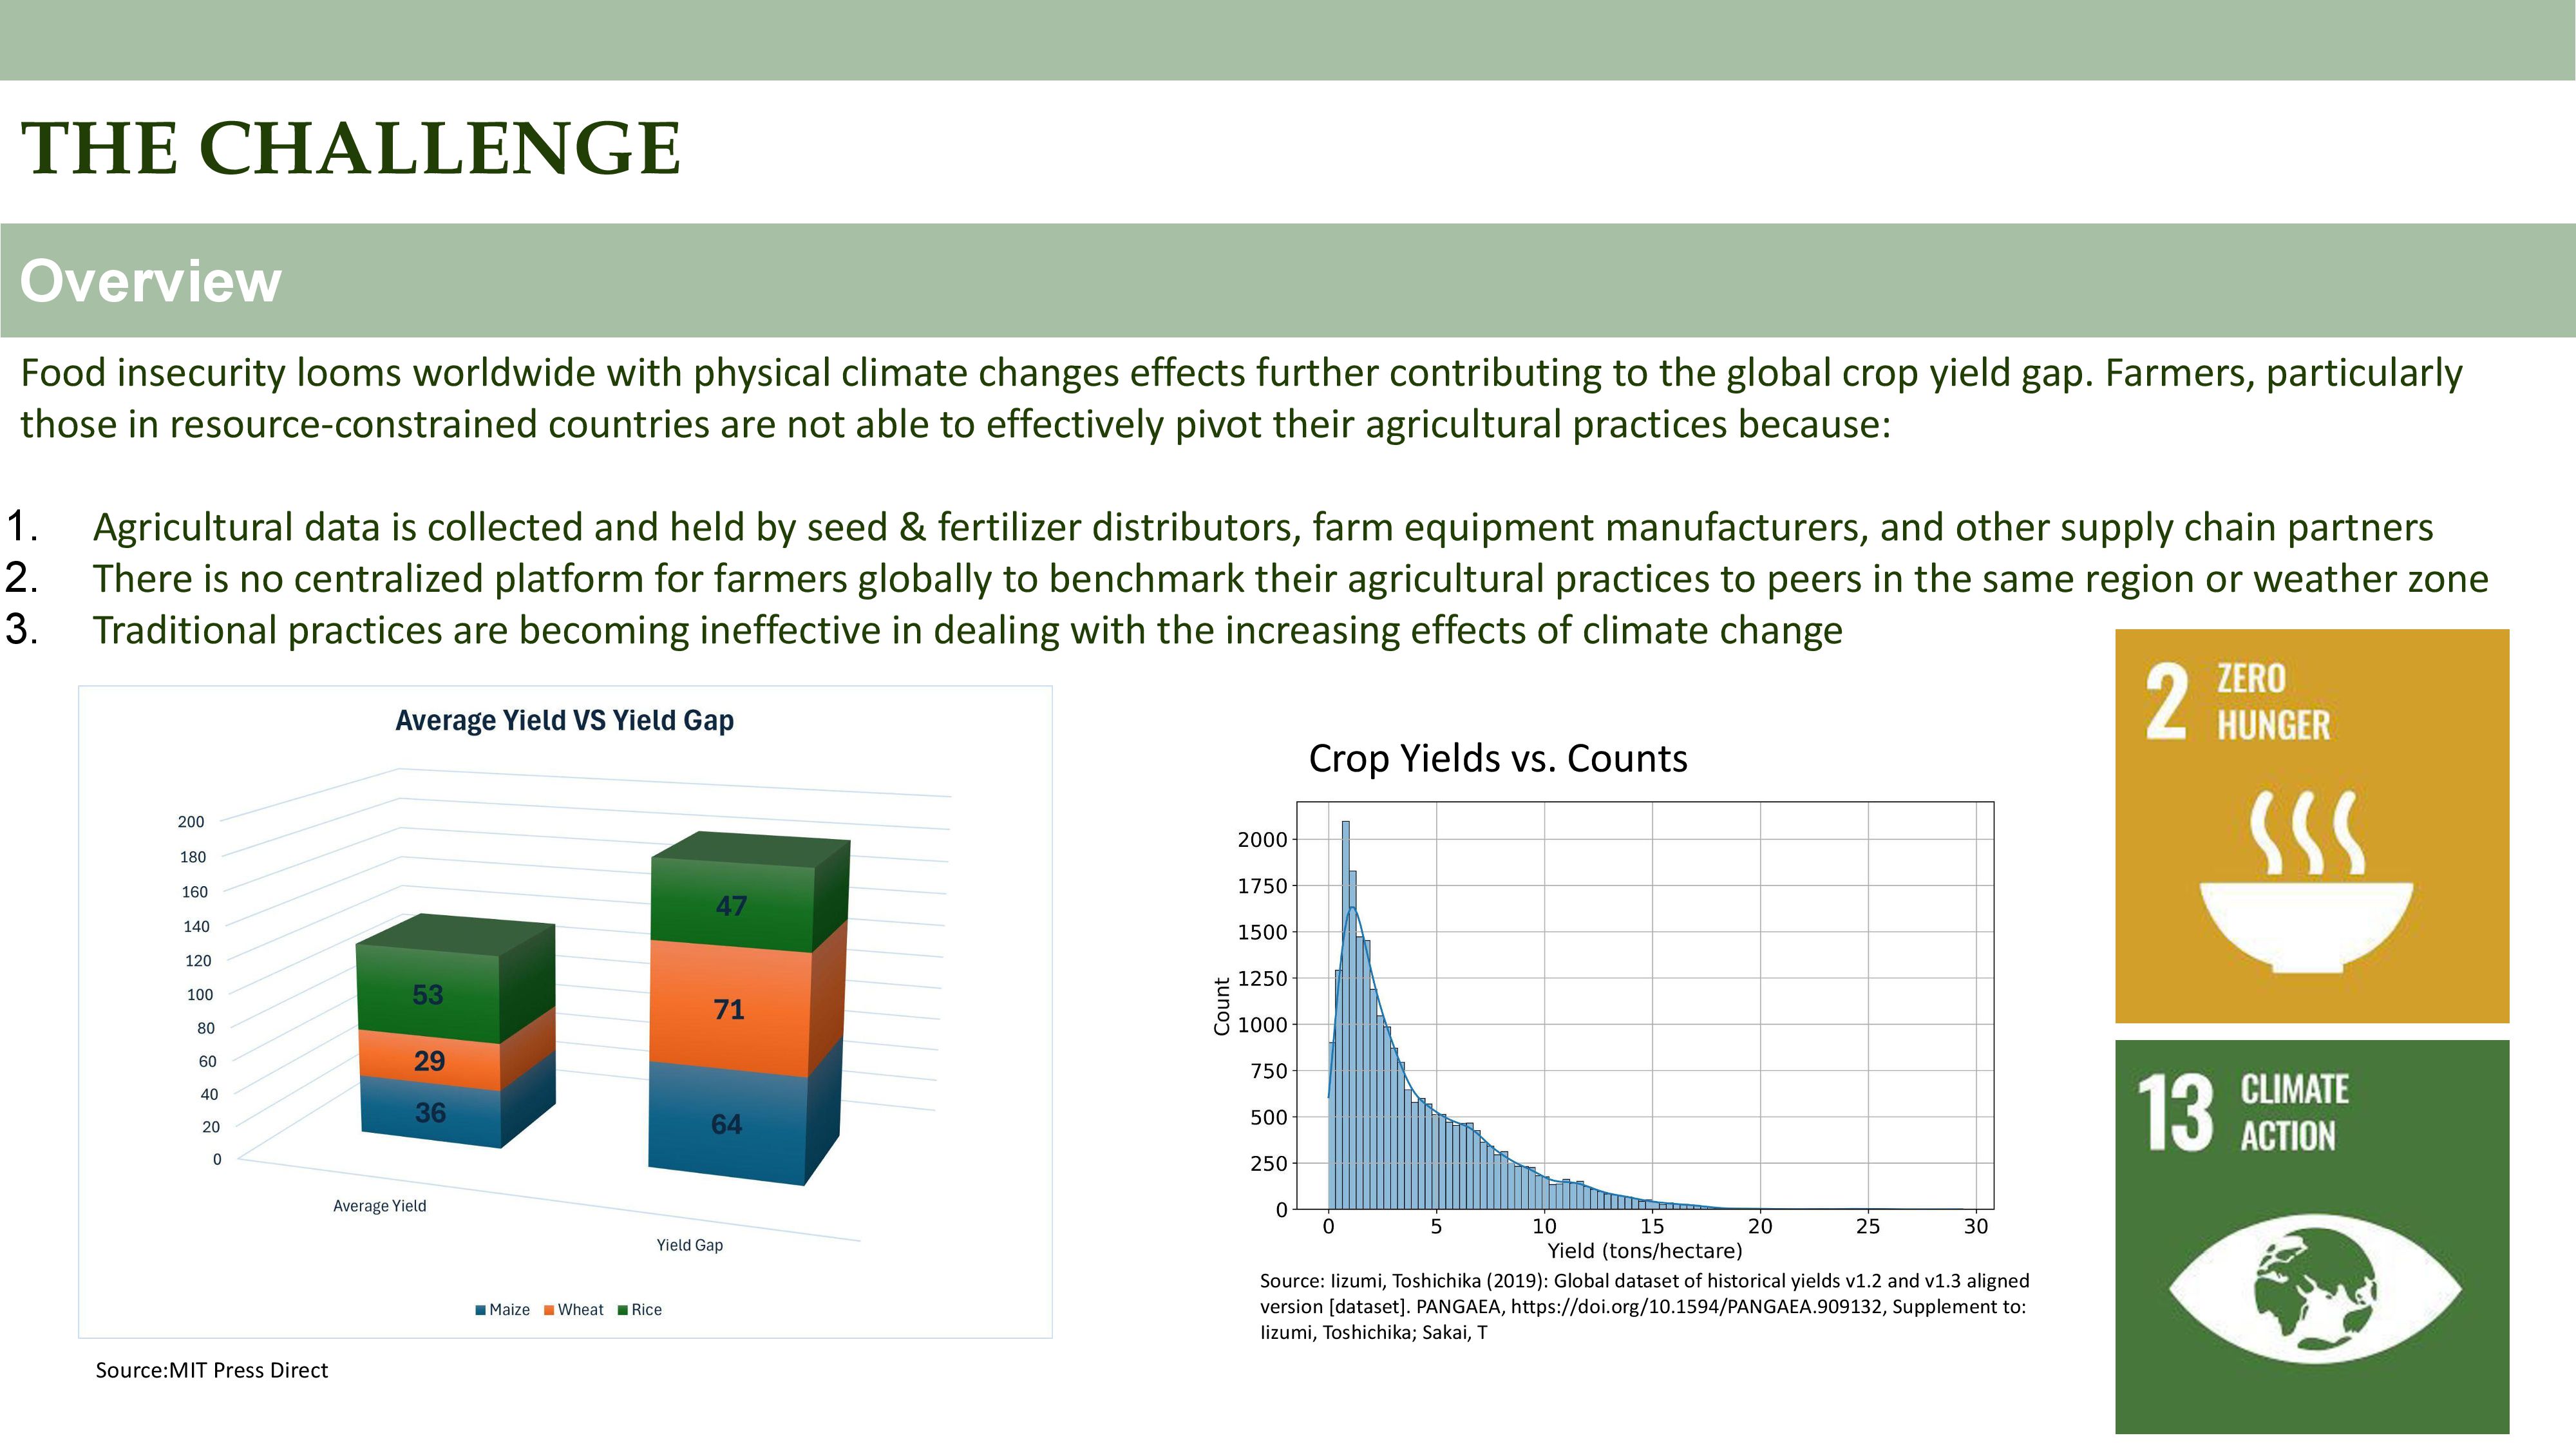 THE CHALLENGE
Overview
Food insecurity looms worldwide with physical climate changes effects further contributing to the global crop yield gap. Farmers, particularly
those in resource-constrained countries are not able to effectively pivot their agricultural practices because:
1. Agricultural data is collected and held by seed & fertilizer distributors, farm equipment manufacturers, and other supply chain partners
2. There is no centralized platform for farmers globally to benchmark their agricultural practices to peers in the same region or weather zone
3. Traditional practices are becoming ineffective in dealing with the increasing effects of climate change
Average Yield VS Yield Gap
200
180
160
140
120
100
80
60
40
20
0
53
29
36
47
71
64
Average Yield
Yield Gap
Maize Wheat Rice
Source:MIT Press Direct
Crop Yields vs. Counts
Count
2000
1750
1500
1250
1000
750
500
250
0
0 5 10 15 20 25 30
Yield (tons/hectare)
Source: Iizumi, Toshichika (2019): Global dataset of historical yields v1.2 and v1.3 aligned
version [dataset]. PANGAEA, https://doi.org/10.1594/PANGAEA.909132, Supplement to:
Iizumi, Toshichika; Sakai, T
2 ZERO
HUNGER
13 CLIMATE
ACTION